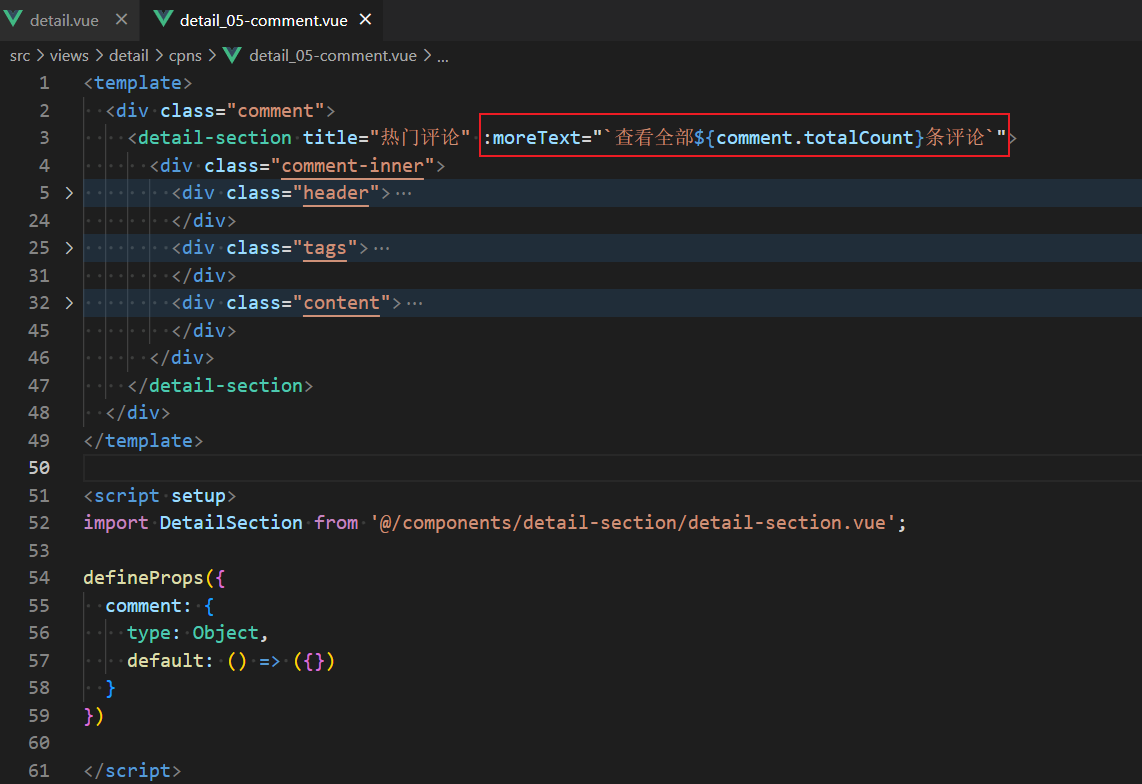 detail.vue × detail_05-comment.vue ×
src > views > detail > cpns > detail_05-comment.vue > ...
1 <template>
2   <div class="comment">
3     <detail-section title="热门评论" :moreText="`查看全部${comment.totalCount}条评论`">
4       <div class="comment-inner">
5 >       <div class="header">⋯
24         </div>
25 >       <div class="tags">⋯
31         </div>
32 >       <div class="content">⋯
45         </div>
46       </div>
47     </detail-section>
48   </div>
49 </template>
50
51 <script setup>
52 import DetailSection from '@/components/detail-section/detail-section.vue';
53
54 defineProps({
55   comment: {
56     type: Object,
57     default: () => ({})
58   }
59 })
60
61 </script>